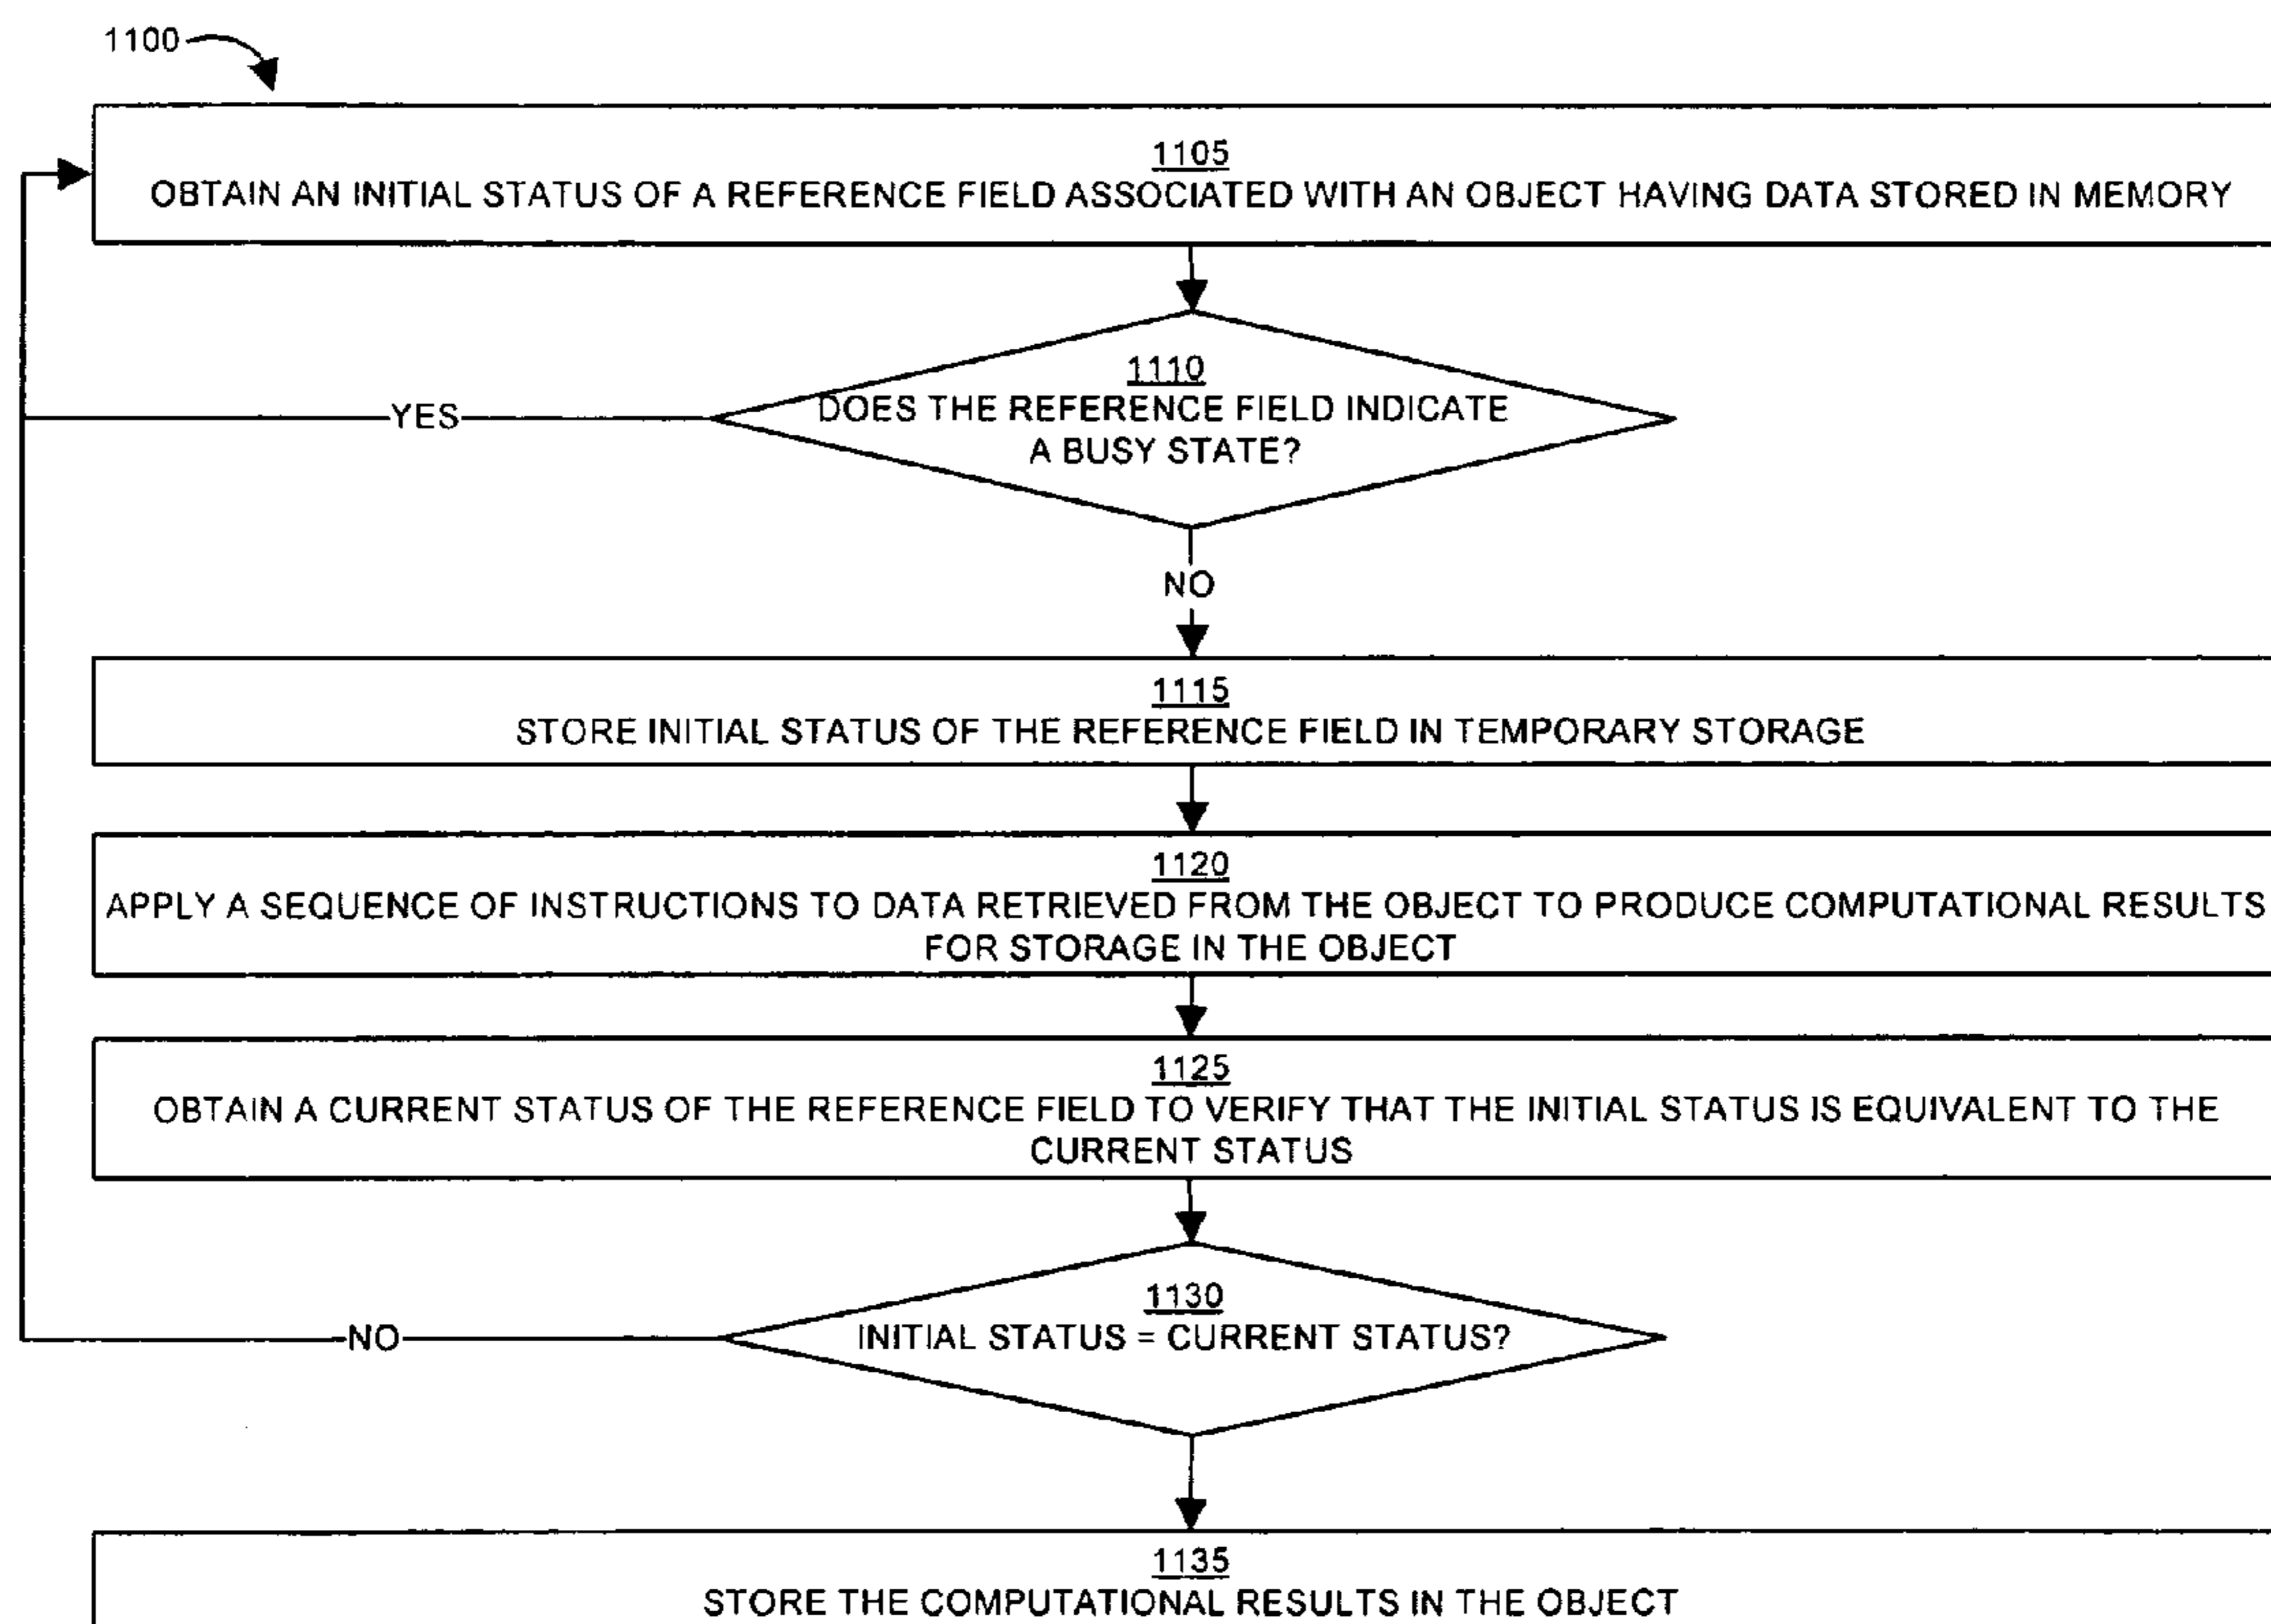 1100
1105
OBTAIN AN INITIAL STATUS OF A REFERENCE FIELD ASSOCIATED WITH AN OBJECT HAVING DATA STORED IN MEMORY
1110
DOES THE REFERENCE FIELD INDICATE
A BUSY STATE?
YES
NO
1115
STORE INITIAL STATUS OF THE REFERENCE FIELD IN TEMPORARY STORAGE
1120
APPLY A SEQUENCE OF INSTRUCTIONS TO DATA RETRIEVED FROM THE OBJECT TO PRODUCE COMPUTATIONAL RESULTS
FOR STORAGE IN THE OBJECT
1125
OBTAIN A CURRENT STATUS OF THE REFERENCE FIELD TO VERIFY THAT THE INITIAL STATUS IS EQUIVALENT TO THE
CURRENT STATUS
1130
INITIAL STATUS = CURRENT STATUS?
NO
1135
STORE THE COMPUTATIONAL RESULTS IN THE OBJECT